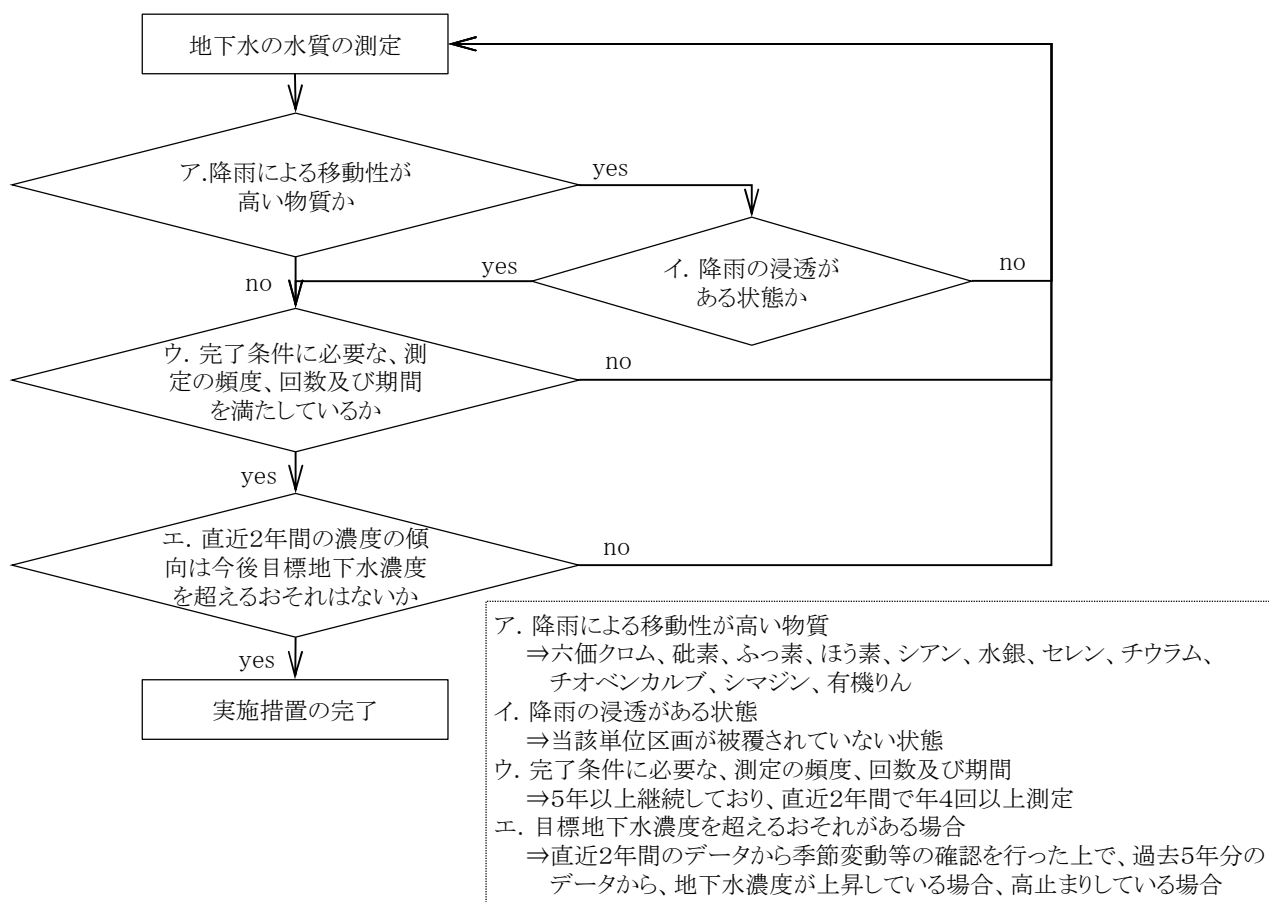 地下水の水質の測定
ア.降雨による移動性が
高い物質か
yes
イ. 降雨の浸透が
ある状態か
yes
no
no
ウ. 完了条件に必要な、測
定の頻度、回数及び期間
を満たしているか
no
yes
エ. 直近2年間の濃度の傾
向は今後目標地下水濃度
を超えるおそれはないか
no
yes
実施措置の完了
ア. 降雨による移動性が高い物質
⇒六価クロム、砒素、ふっ素、ほう素、シアン、水銀、セレン、チウラム、
チオベンカルブ、シマジン、有機りん
イ. 降雨の浸透がある状態
⇒当該単位区画が被覆されていない状態
ウ. 完了条件に必要な、測定の頻度、回数及び期間
⇒5年以上継続しており、直近2年間で年4回以上測定
エ. 目標地下水濃度を超えるおそれがある場合
⇒直近2年間のデータから季節変動等の確認を行った上で、過去5年分の
データから、地下水濃度が上昇している場合、高止まりしている場合